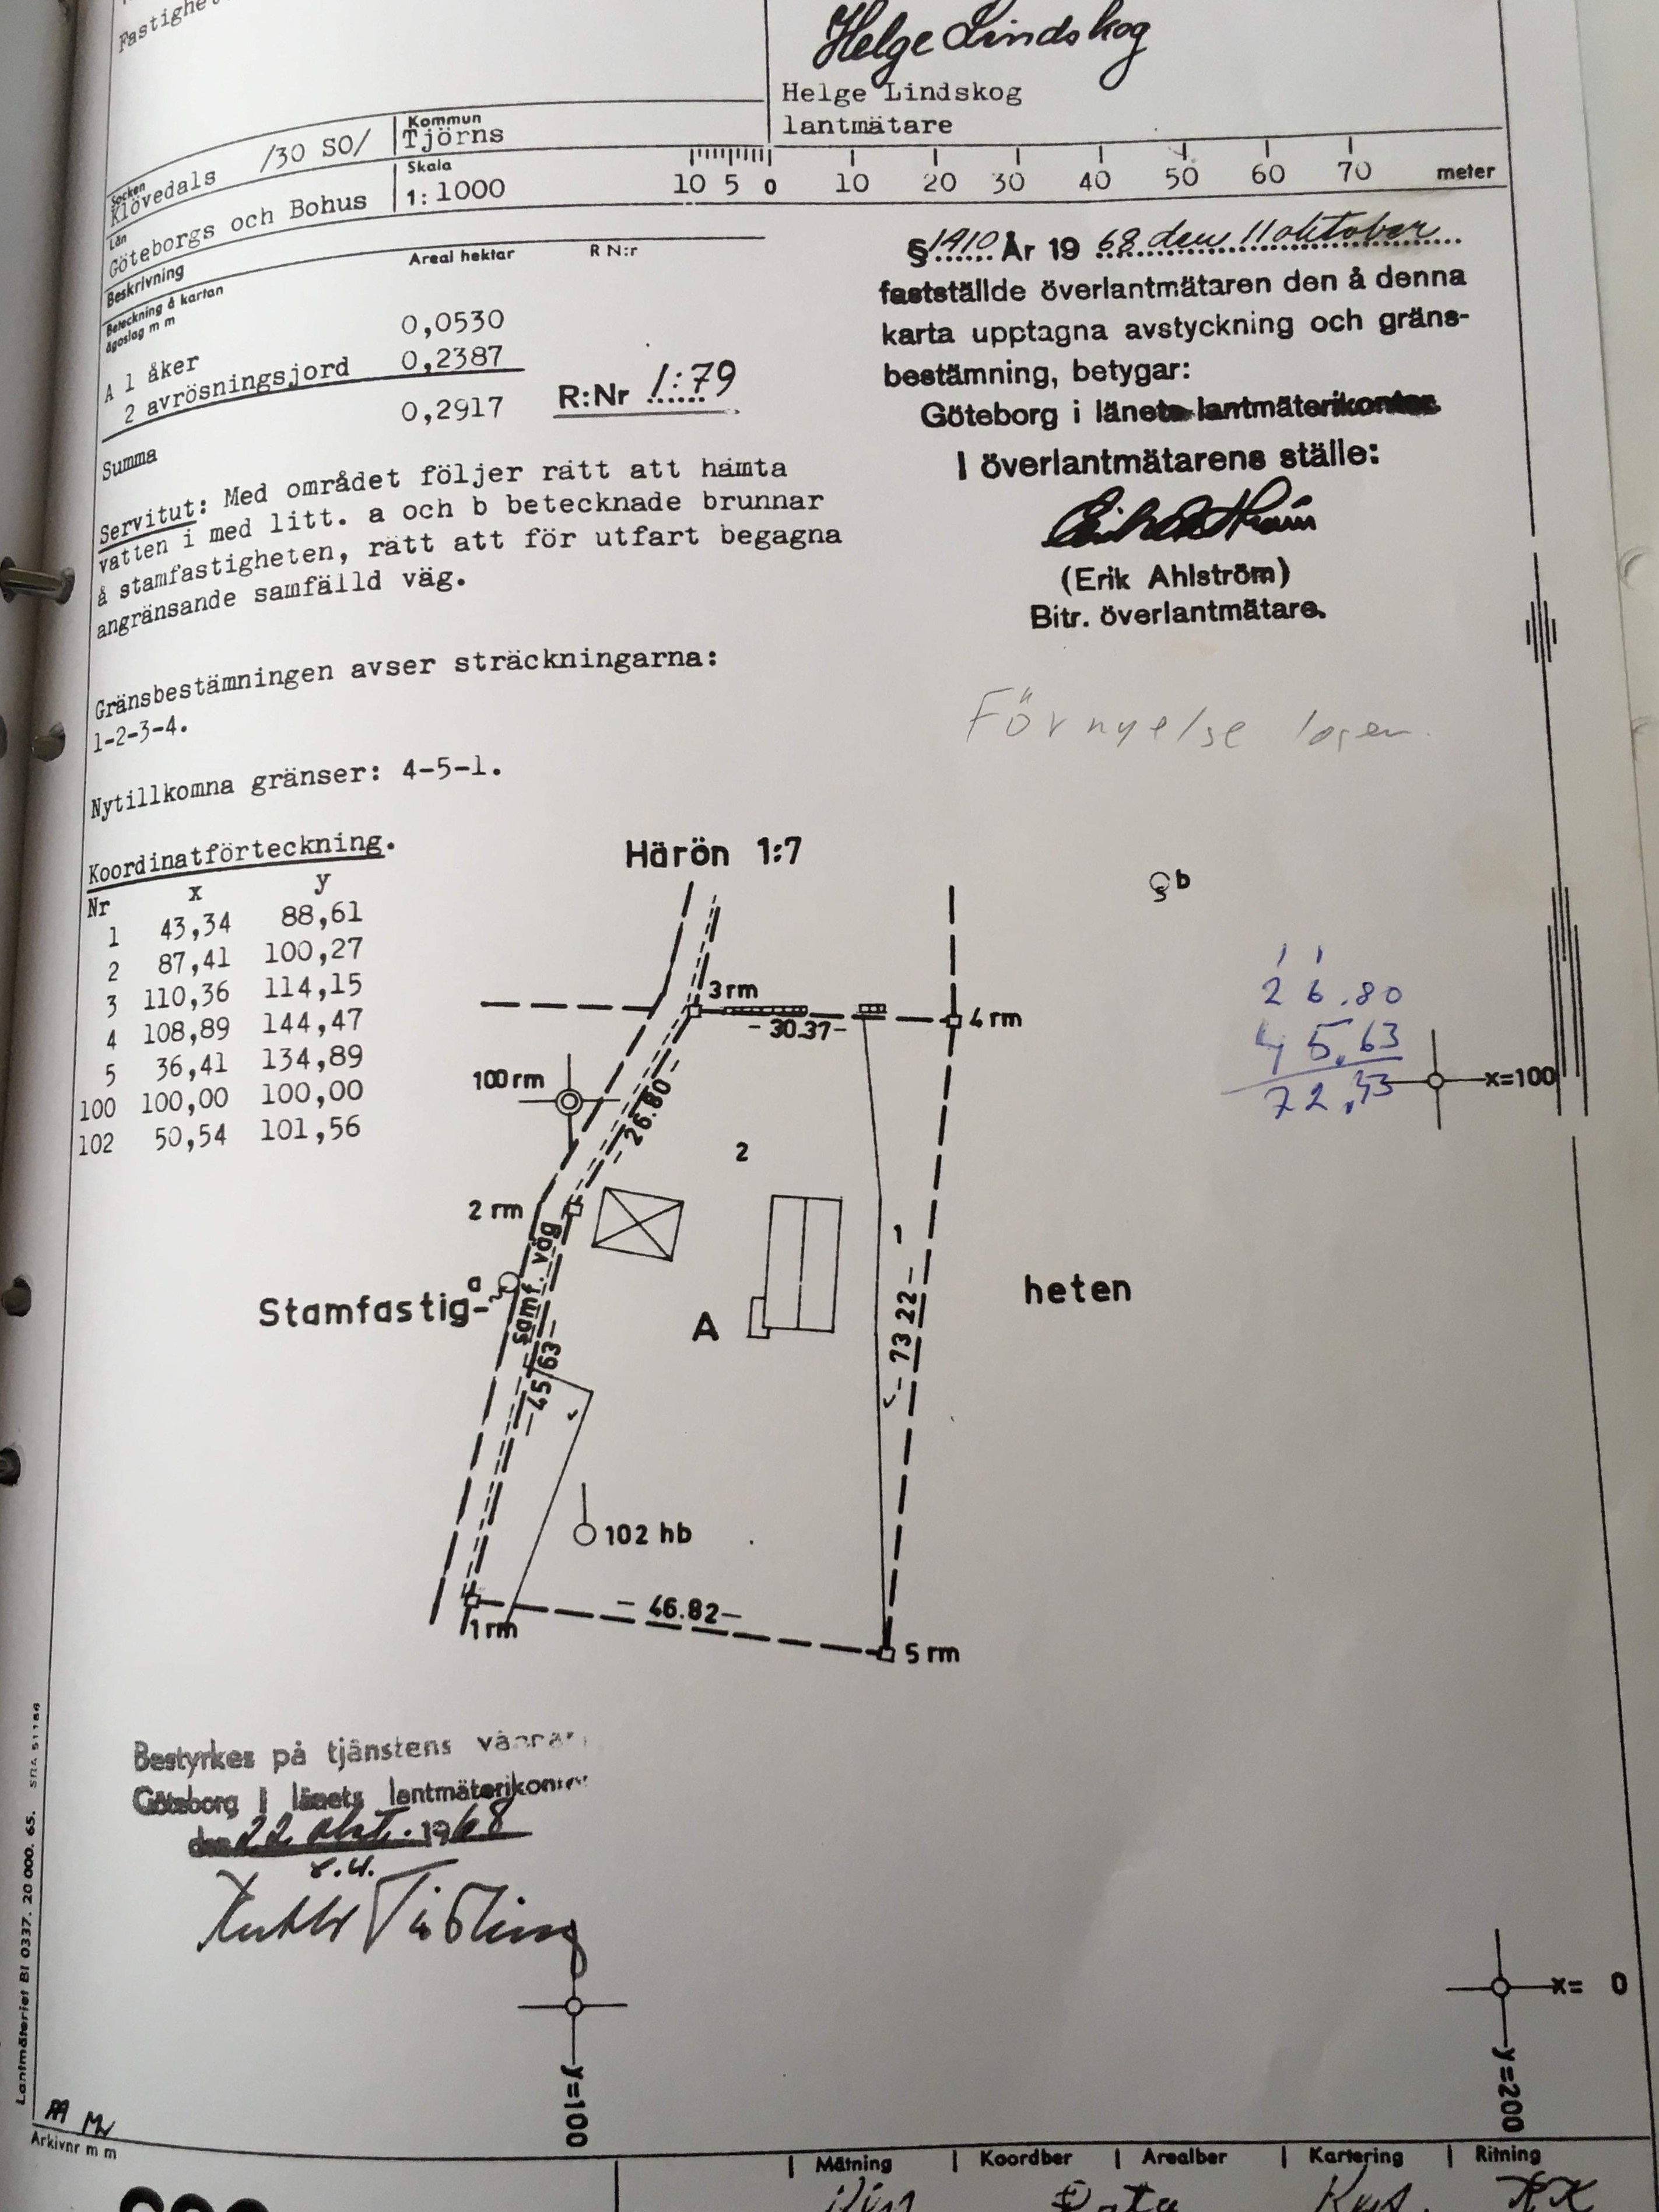 Helge Lindskog
Helge Lindskog
lantmätare
Socken
Klövedals /30 SO/
Kommun
Tjörns
Län
Göteborgs och Bohus
Skala
1:1000
10 5 0 10 20 30 40 50 60 70 meter
Beskrivning
Beteckning å kartan
ägoslag m m
Areal hektar
R N:r
A 1 åker 0,0530
2 avrösningsjord 0,2387
Summa 0,2917
R:Nr 1:79
§ 1910 År 19 68 den 11 oktober
fastställde överlantmätaren den å denna
karta upptagna avstyckning och gräns-
bestämning, betygar:
Göteborg i länets lantmäterikontor.
I överlantmätarens ställe:
(Erik Ahlström)
Bitr. överlantmätare.
Servitut: Med området följer rätt att hämta
vatten i med litt. a och b betecknade brunnar
å stamfastigheten, rätt att för utfart begagna
angränsande samfälld väg.
Gränsbestämningen avser sträckningarna:
1-2-3-4.
Förnyelse lagen.
Nytillkomna gränser: 4-5-1.
Koordinatförteckning.
Nr x y
1 43,34 88,61
2 87,41 100,27
3 110,36 114,15
4 108,89 144,47
5 36,41 134,89
100 100,00 100,00
102 50,54 101,56
Härön 1:7
b
3 rm
-30.37-
4 rm
26.80
45.63
72,43
x=100
100 rm
-26.80-
2
2 rm
samf. väg
a
Stamfastig-
heten
1
A
-73.22-
-45.63-
102 hb
-46.82-
1 rm
5 rm
Bestyrkes på tjänstens vägnar,
Göteborg i länets lantmäterikontor
den 22 okt. 1968
x= 0
y=100
y=200
Lantmäteriet BI 0337. 20 000. 65.
Arkivnr m m
Mätning
Koordber
Arealber
Kartering
Ritning